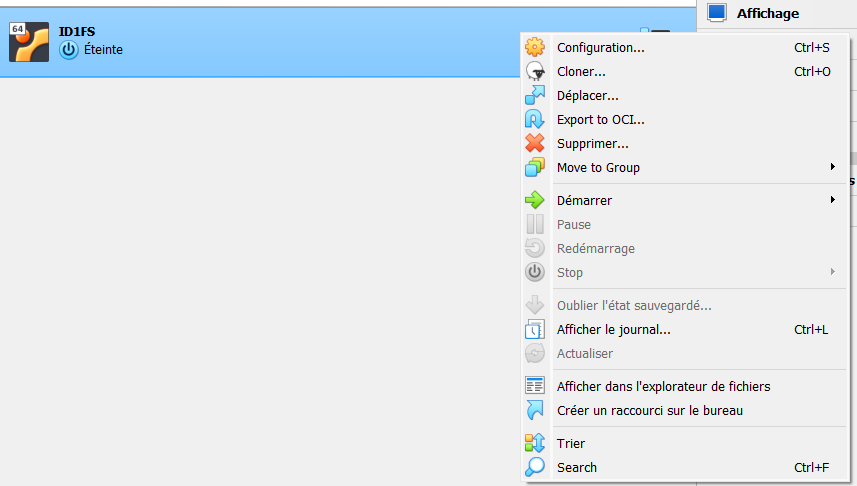 Affichage
64
ID1FS
Éteinte
Configuration... Ctrl+S
Cloner... Ctrl+O
Déplacer...
Export to OCI...
Supprimer...
Move to Group
s
Démarrer
Pause
Redémarrage
Stop
Oublier l'état sauvegardé...
Afficher le journal... Ctrl+L
Actualiser
Afficher dans l'explorateur de fichiers
Créer un raccourci sur le bureau
Trier
Search Ctrl+F